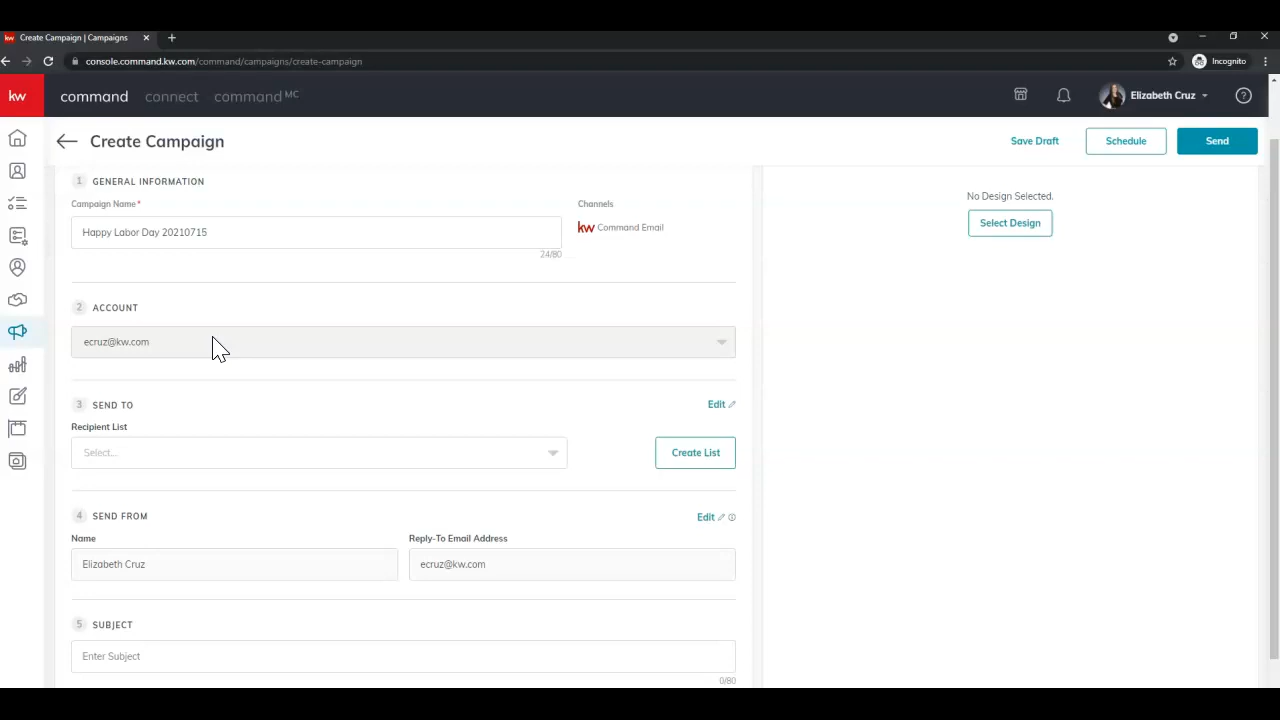 Create Campaign | Campaigns
console.command.kw.com/command/campaigns/create-campaign
Incognito
kw
command connect command MC
Elizabeth Cruz
Create Campaign
Save Draft
Schedule
Send
1 GENERAL INFORMATION
Campaign Name*
Happy Labor Day 20210715
24/80
Channels
kw Command Email
No Design Selected.
Select Design
2 ACCOUNT
ecruz@kw.com
3 SEND TO
Edit
Recipient List
Select...
Create List
4 SEND FROM
Edit
Name
Elizabeth Cruz
Reply-To Email Address
ecruz@kw.com
5 SUBJECT
Enter Subject
0/80